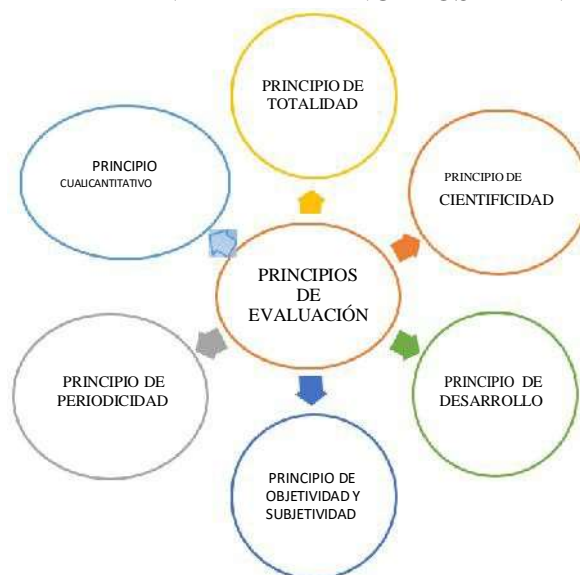 PRINCIPIO DE
TOTALIDAD
PRINCIPIO
CUALICANTITATIVO
PRINCIPIO DE
CIENTIFICIDAD
PRINCIPIOS
DE
EVALUACIÓN
PRINCIPIO DE
PERIODICIDAD
PRINCIPIO DE
DESARROLLO
PRINCIPIO DE
OBJETIVIDAD Y
SUBJETIVIDAD